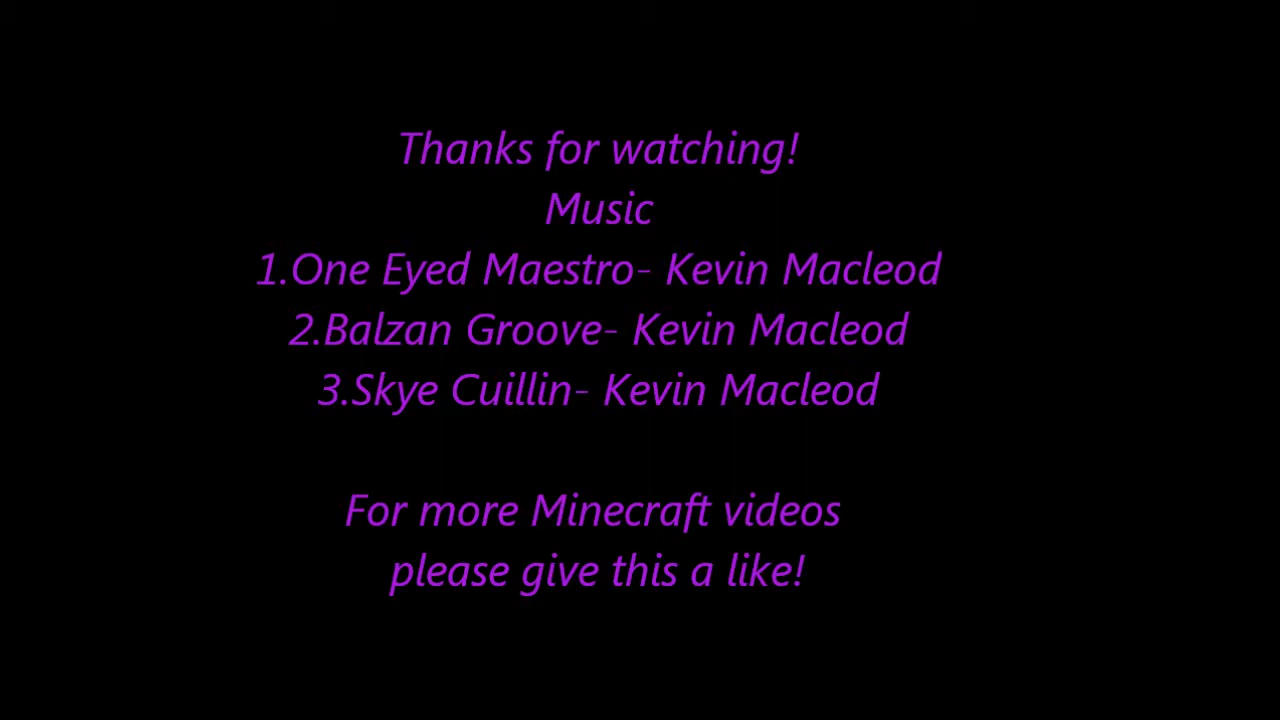 Thanks for watching!
Music
1.One Eyed Maestro- Kevin Macleod
2.Balzan Groove- Kevin Macleod
3.Skye Cuillin- Kevin Macleod
For more Minecraft videos
please give this a like!